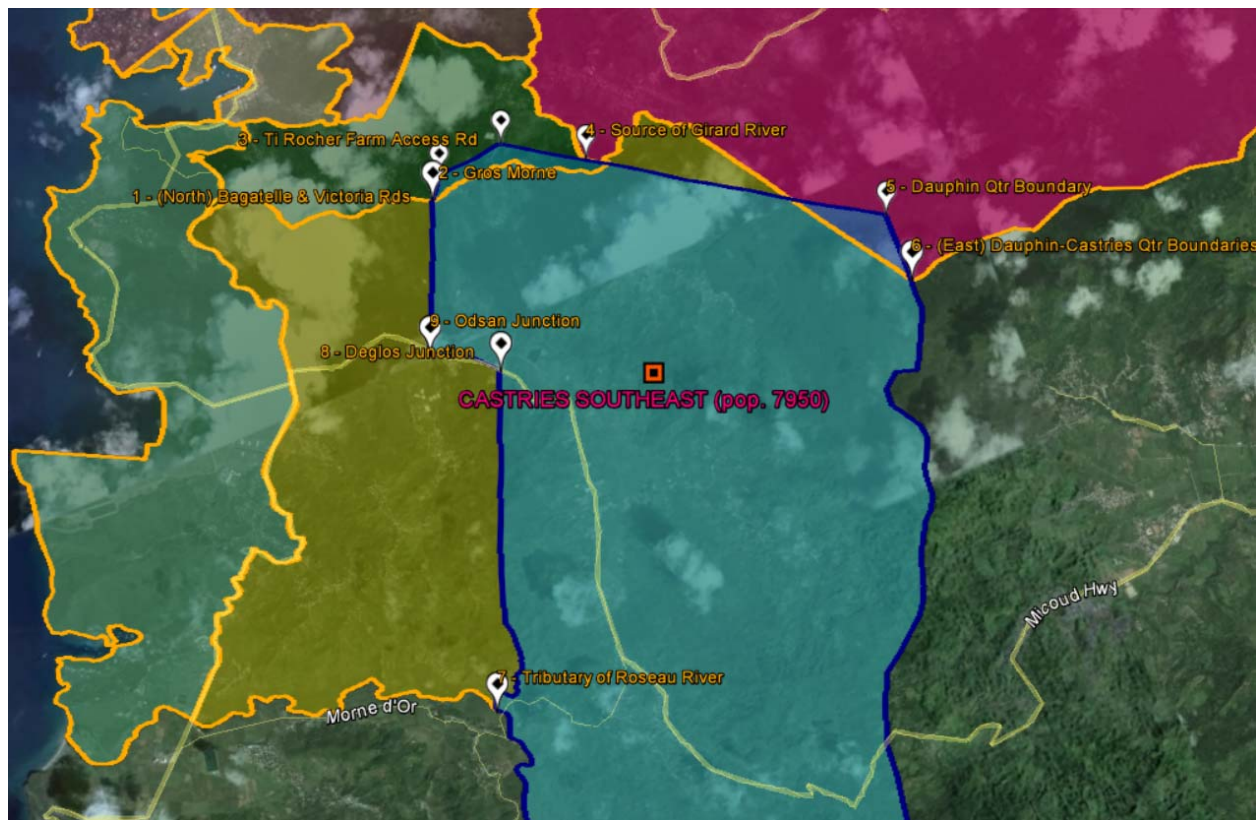 4 - Source of Girard River
3 - Ti Rocher Farm Access Rd
2 - Gros Morne
1 - (North) Bagatelle & Victoria Rds
5 - Dauphin Qtr Boundary
6 - (East) Dauphin-Castries Qtr Boundaries
9 - Odsan Junction
8 - Deglos Junction
CASTRIES SOUTHEAST (pop. 7950)
Micoud Hwy
7 - Tributary of Roseau River
Morne d'Or